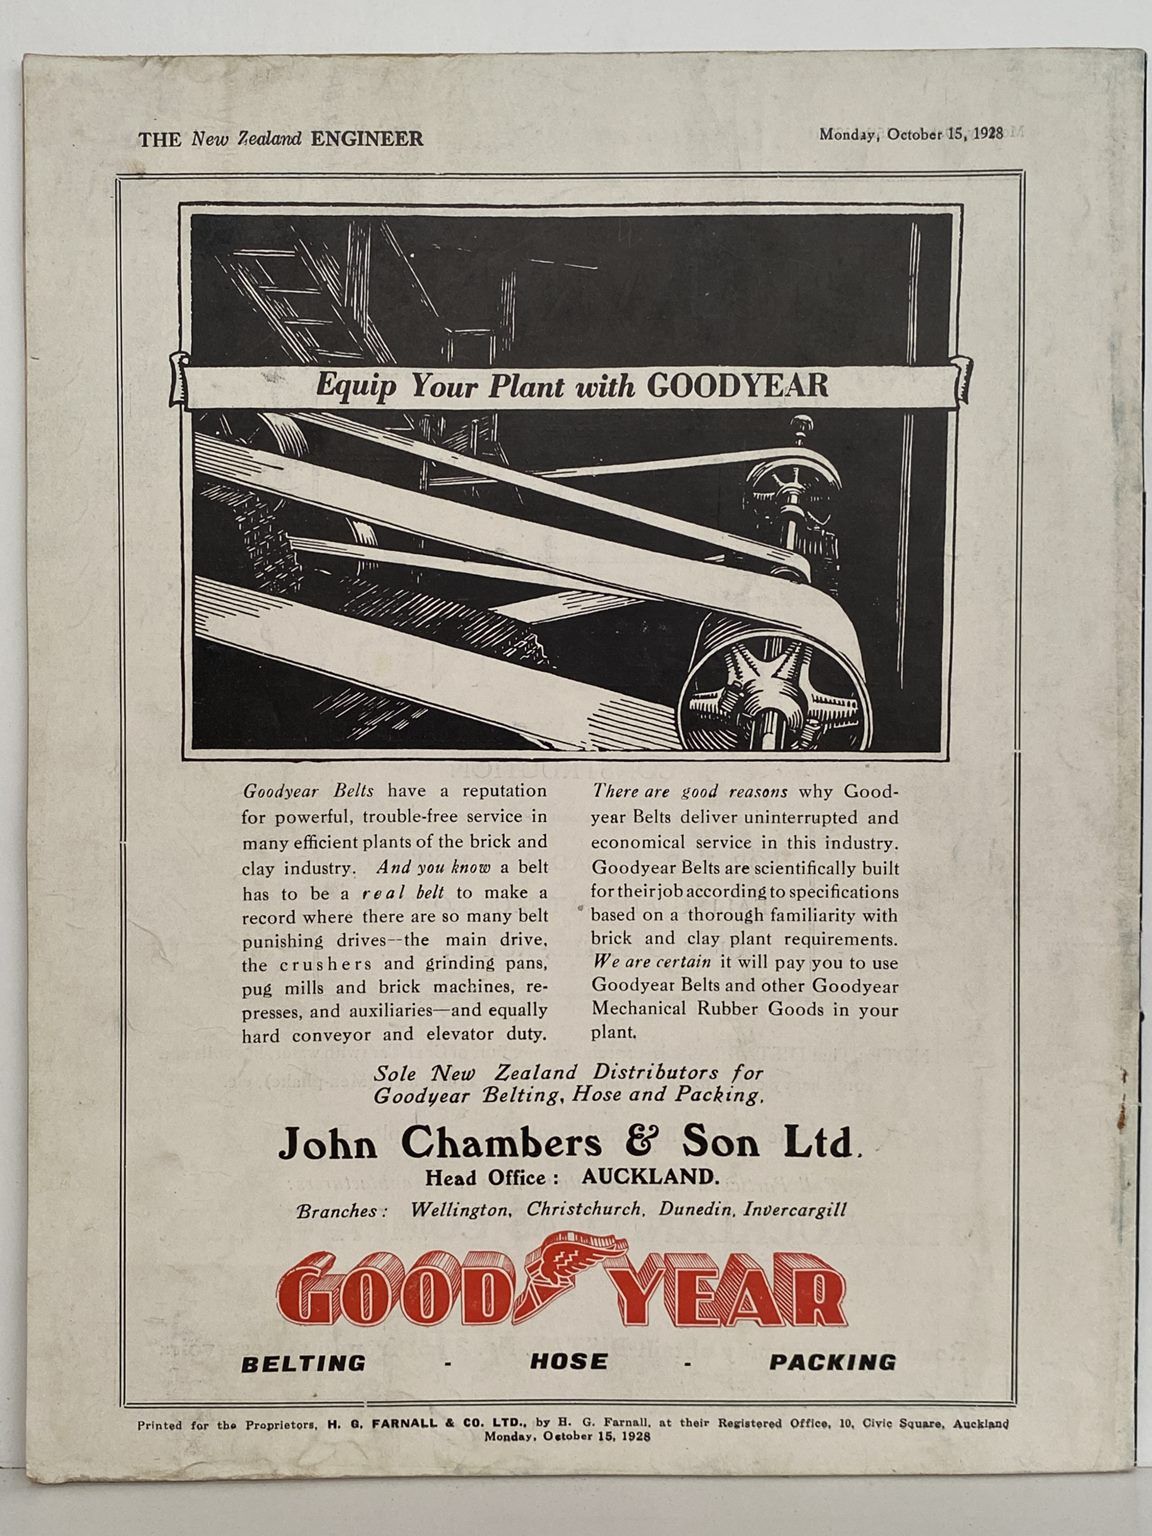 THE New Zealand ENGINEER
Monday, October 15, 1928
Equip Your Plant with GOODYEAR
Goodyear Belts have a reputation
for powerful, trouble-free service in
many efficient plants of the brick and
clay industry. And you know a belt
has to be a real belt to make a
record where there are so many belt
punishing drives--the main drive,
the crushers and grinding pans,
pug mills and brick machines, re-
presses, and auxiliaries—and equally
hard conveyor and elevator duty.
There are good reasons why Good-
year Belts deliver uninterrupted and
economical service in this industry.
Goodyear Belts are scientifically built
for their job according to specifications
based on a thorough familiarity with
brick and clay plant requirements.
We are certain it will pay you to use
Goodyear Belts and other Goodyear
Mechanical Rubber Goods in your
plant.
Sole New Zealand Distributors for
Goodyear Belting, Hose and Packing.
John Chambers & Son Ltd.
Head Office: AUCKLAND.
Branches: Wellington, Christchurch, Dunedin, Invercargill
GOOD YEAR
BELTING - HOSE - PACKING
Printed for the Proprietors, H. G. FARNALL & CO. LTD., by H. G. Farnall, at their Registered Office, 10, Civic Square, Auckland
Monday, October 15, 1928